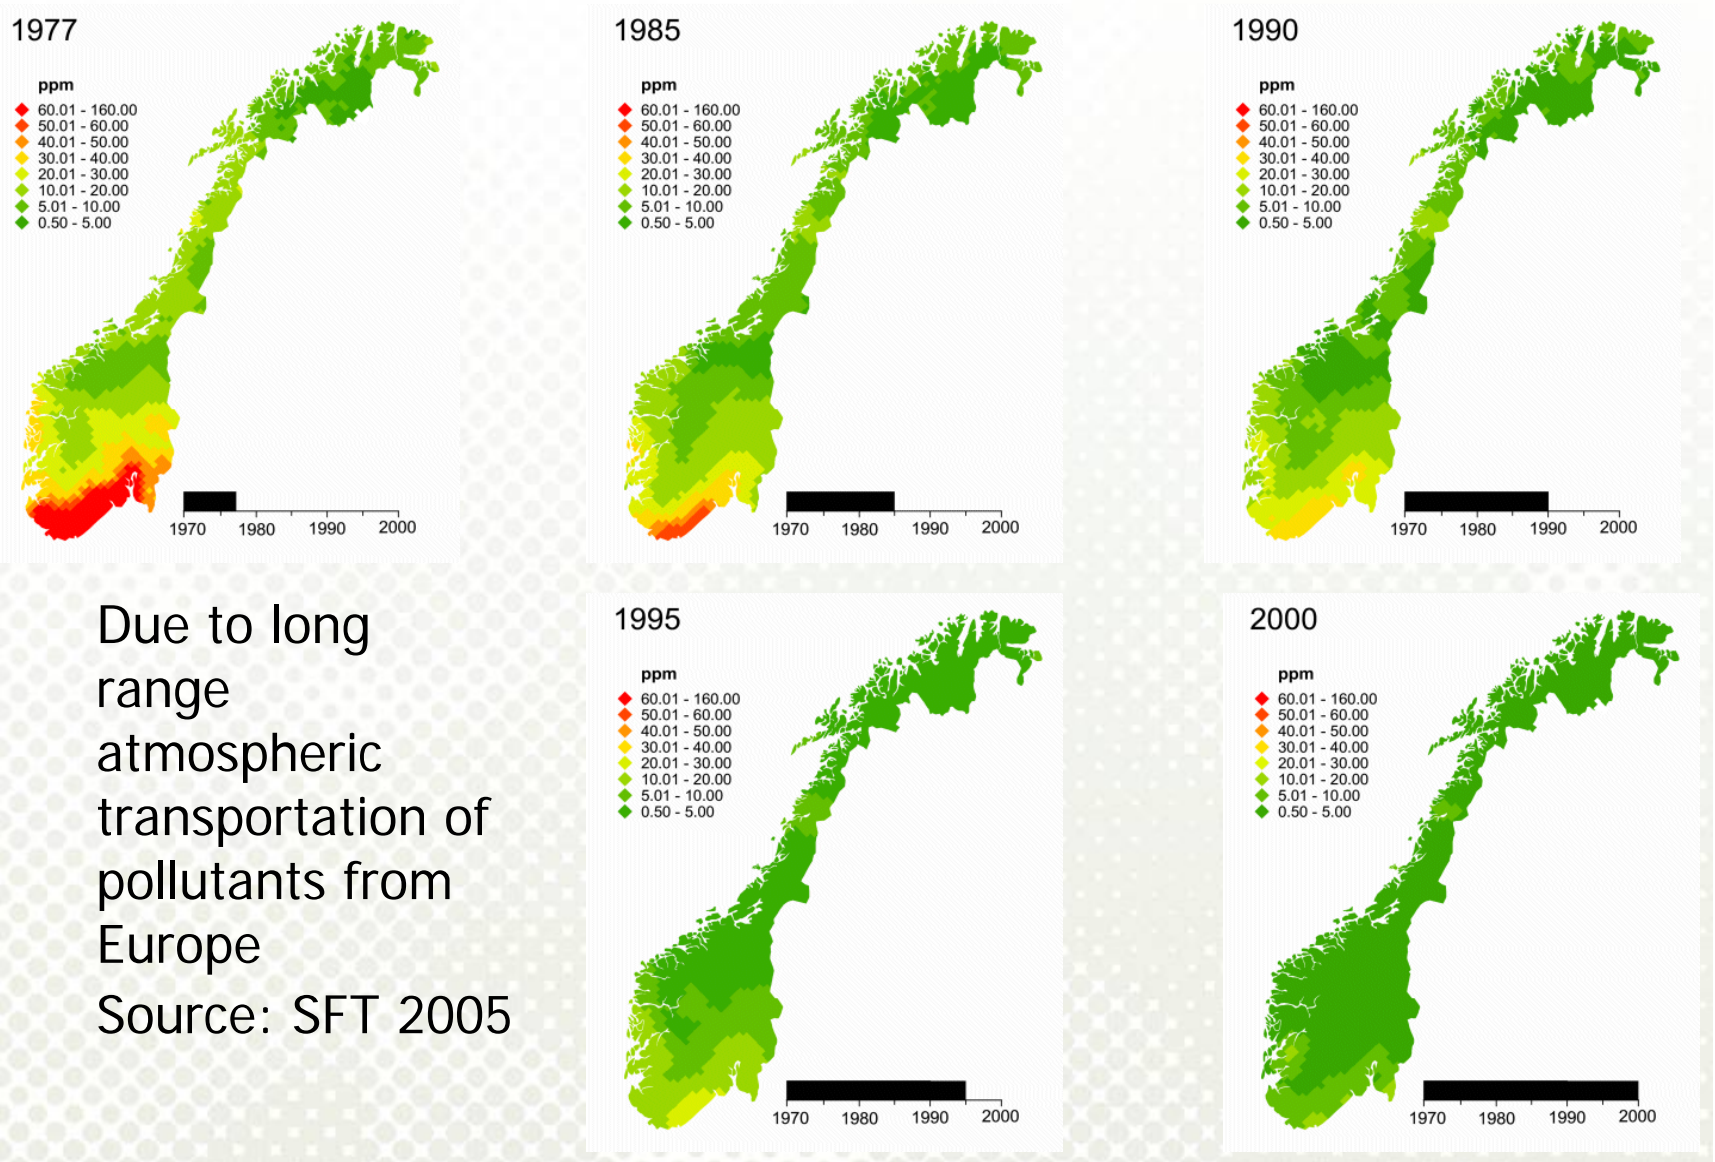 1977
ppm
60.01 - 160.00
50.01 - 60.00
40.01 - 50.00
30.01 - 40.00
20.01 - 30.00
10.01 - 20.00
5.01 - 10.00
0.50 - 5.00
1970 1980 1990 2000
1985
ppm
60.01 - 160.00
50.01 - 60.00
40.01 - 50.00
30.01 - 40.00
20.01 - 30.00
10.01 - 20.00
5.01 - 10.00
0.50 - 5.00
1970 1980 1990 2000
1990
ppm
60.01 - 160.00
50.01 - 60.00
40.01 - 50.00
30.01 - 40.00
20.01 - 30.00
10.01 - 20.00
5.01 - 10.00
0.50 - 5.00
1970 1980 1990 2000
Due to long
range
atmospheric
transportation of
pollutants from
Europe
Source: SFT 2005
1995
ppm
60.01 - 160.00
50.01 - 60.00
40.01 - 50.00
30.01 - 40.00
20.01 - 30.00
10.01 - 20.00
5.01 - 10.00
0.50 - 5.00
1970 1980 1990 2000
2000
ppm
60.01 - 160.00
50.01 - 60.00
40.01 - 50.00
30.01 - 40.00
20.01 - 30.00
10.01 - 20.00
5.01 - 10.00
0.50 - 5.00
1970 1980 1990 2000